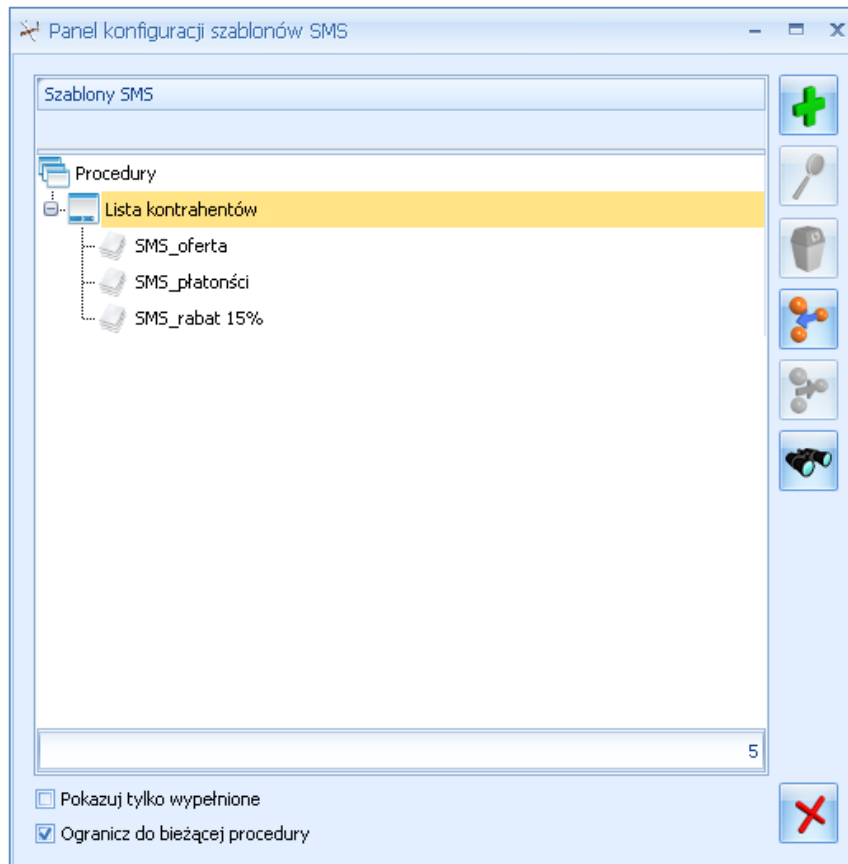 Panel konfiguracji szablonów SMS
Szablony SMS
Procedury
Lista kontrahentów
SMS_oferta
SMS_płatonści
SMS_rabat 15%
5
Pokazuj tylko wypełnione
Ogranicz do bieżącej procedury